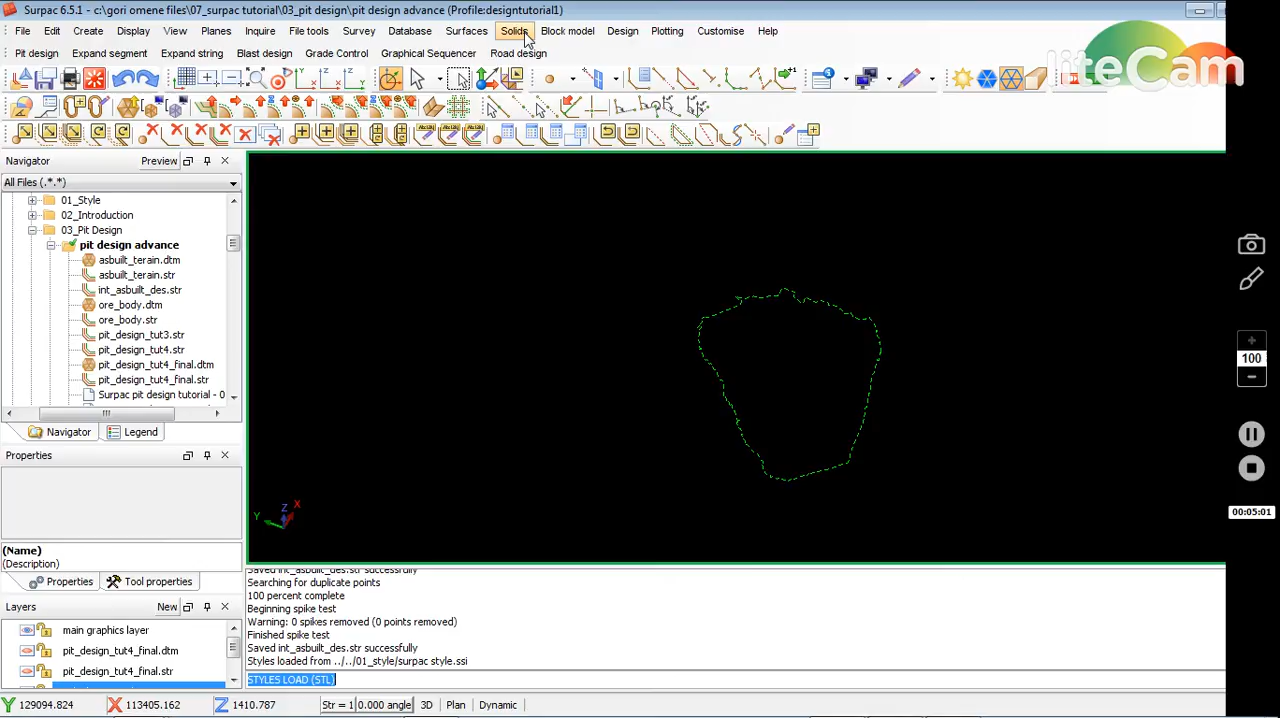 Surpac 6.5.1 - c:\gori omene files\07_surpac tutorial\03_pit design\pit design advance (Profile:designtutorial1)
File Edit Create Display View Planes Inquire File tools Survey Database Surfaces Solids Block model Design Plotting Customise Help
Pit design Expand segment Expand string Blast design Grade Control Graphical Sequencer Road design
liteCam
Navigator Preview
All Files (*.*)
01_Style
02_Introduction
03_Pit Design
pit design advance
asbuilt_terain.dtm
asbuilt_terain.str
int_asbuilt_des.str
ore_body.dtm
ore_body.str
pit_design_tut3.str
pit_design_tut4.str
pit_design_tut4_final.dtm
pit_design_tut4_final.str
Surpac pit design tutorial - 0
Navigator Legend
Properties
(Name)
(Description)
Properties Tool properties
Layers New
main graphics layer
pit_design_tut4_final.dtm
pit_design_tut4_final.str
Z X Y
Saved int_asbuilt_des.str successfully
Searching for duplicate points
100 percent complete
Beginning spike test
Warning: 0 spikes removed (0 points removed)
Finished spike test
Saved int_asbuilt_des.str successfully
Styles loaded from ../../01_style/surpac style.ssi
STYLES LOAD (STL)
Y 129094.824 X 113405.162 Z 1410.787 Str = 1 0.000 angle 3D Plan Dynamic
100
00:05:01